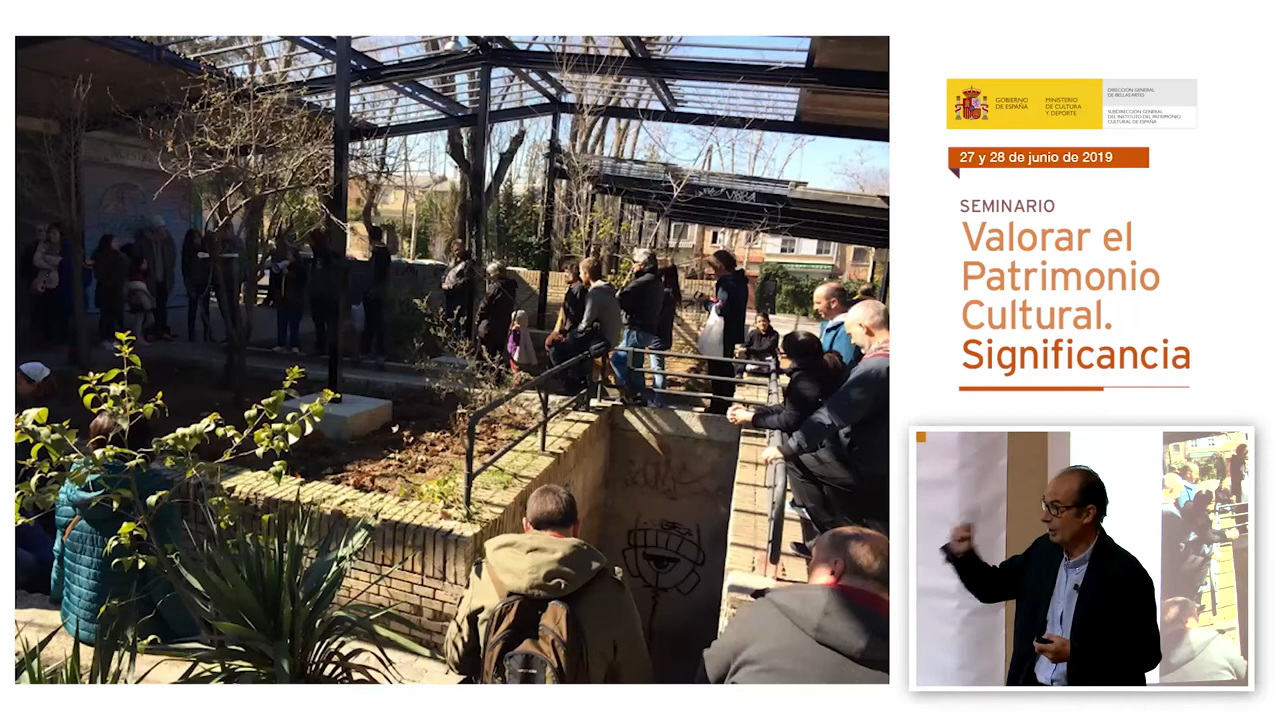 GOBIERNO
DE ESPAÑA
MINISTERIO
DE CULTURA
Y DEPORTE
DIRECCIÓN GENERAL
DE BELLAS ARTES
SUBDIRECCIÓN GENERAL
DEL INSTITUTO DEL PATRIMONIO
CULTURAL DE ESPAÑA
27 y 28 de junio de 2019
SEMINARIO
Valorar el
Patrimonio
Cultural.
Significancia